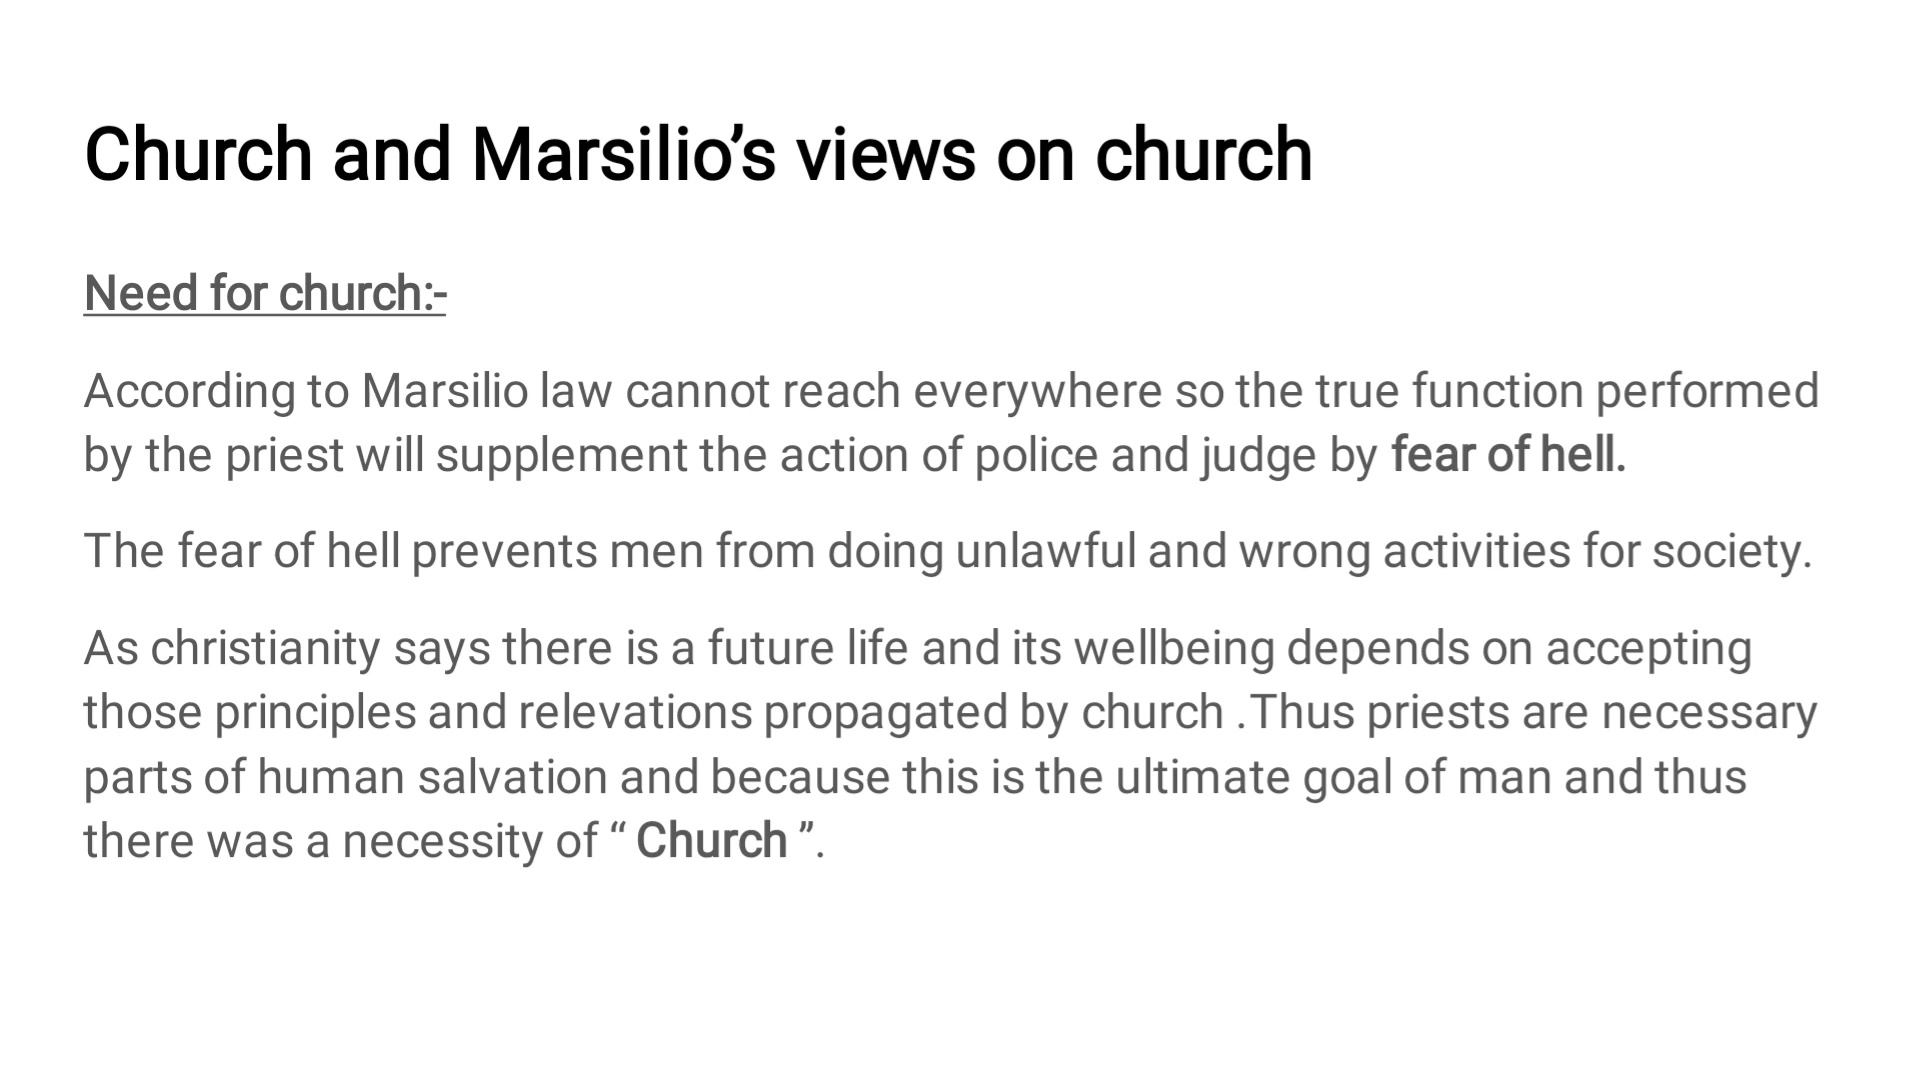 Church and Marsilio’s views on church
Need for church:-
According to Marsilio law cannot reach everywhere so the true function performed
by the priest will supplement the action of police and judge by fear of hell.
The fear of hell prevents men from doing unlawful and wrong activities for society.
As christianity says there is a future life and its wellbeing depends on accepting
those principles and relevations propagated by church .Thus priests are necessary
parts of human salvation and because this is the ultimate goal of man and thus
there was a necessity of “ Church ”.